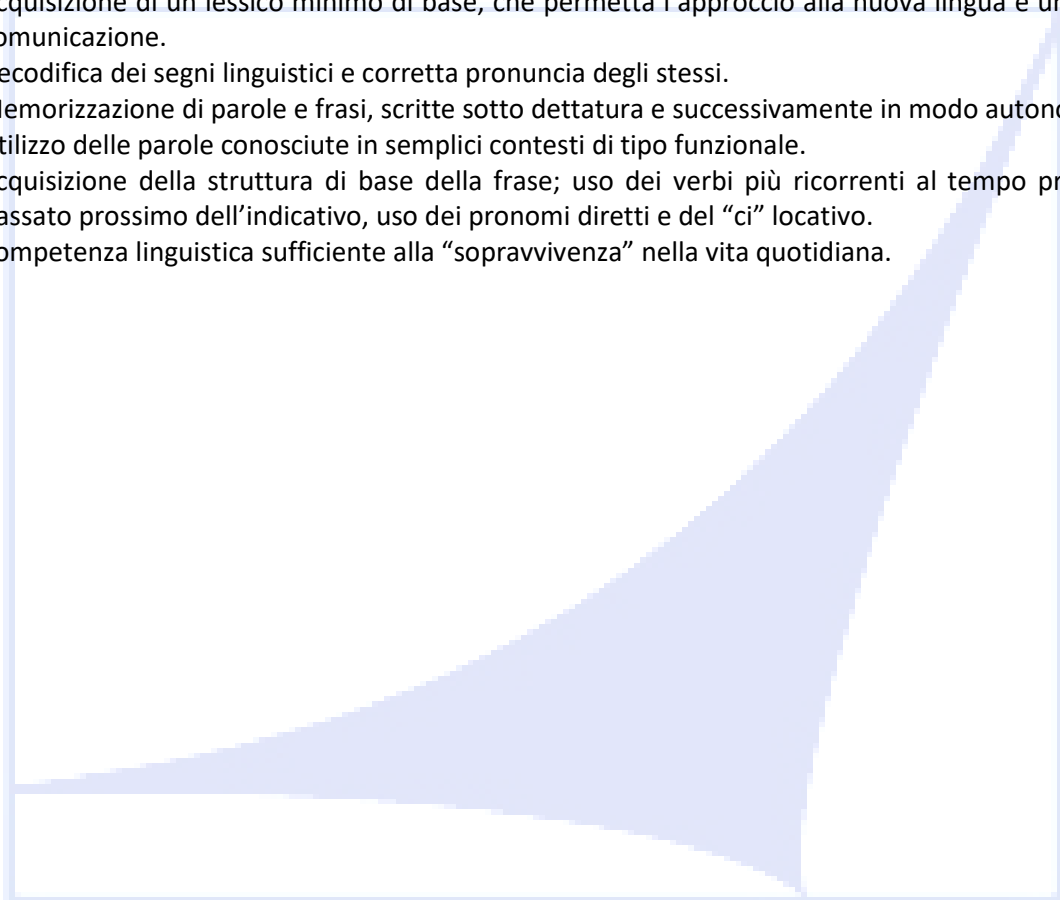 cquisizione di un lessico minimo di base, che permetta l'approccio alla nuova lingua e un
omunicazione.
ecodifica dei segni linguistici e corretta pronuncia degli stessi.
emorizzazione di parole e frasi, scritte sotto dettatura e successivamente in modo autono
tilizzo delle parole conosciute in semplici contesti di tipo funzionale.
cquisizione della struttura di base della frase; uso dei verbi più ricorrenti al tempo pr
assato prossimo dell’indicativo, uso dei pronomi diretti e del “ci” locativo.
ompetenza linguistica sufficiente alla “sopravvivenza” nella vita quotidiana.